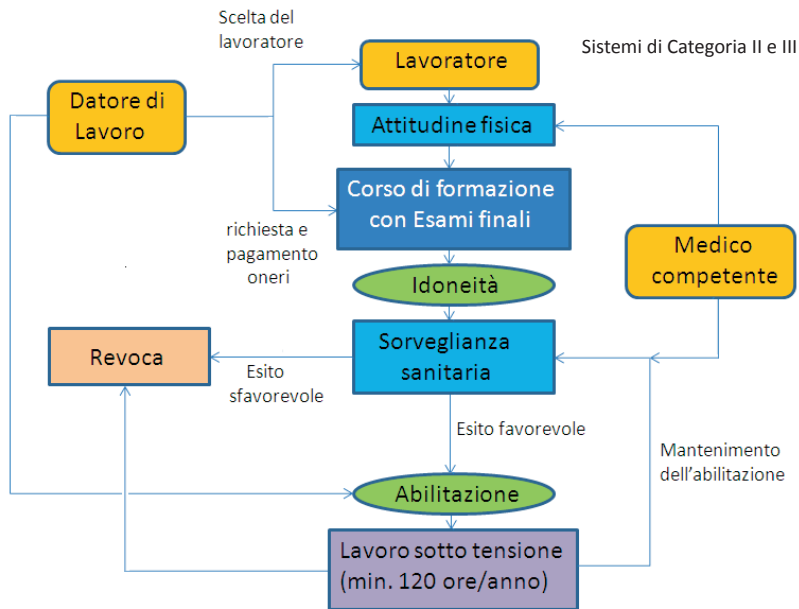 Scelta del
lavoratore
Sistemi di Categoria II e III
Lavoratore
Datore di
Lavoro
Attitudine fisica
Corso di formazione
con Esami finali
richiesta e
pagamento
oneri
Medico
competente
Idoneità
Revoca
Sorveglianza
sanitaria
Esito
sfavorevole
Esito favorevole
Mantenimento
dell'abilitazione
Abilitazione
Lavoro sotto tensione
(min. 120 ore/anno)